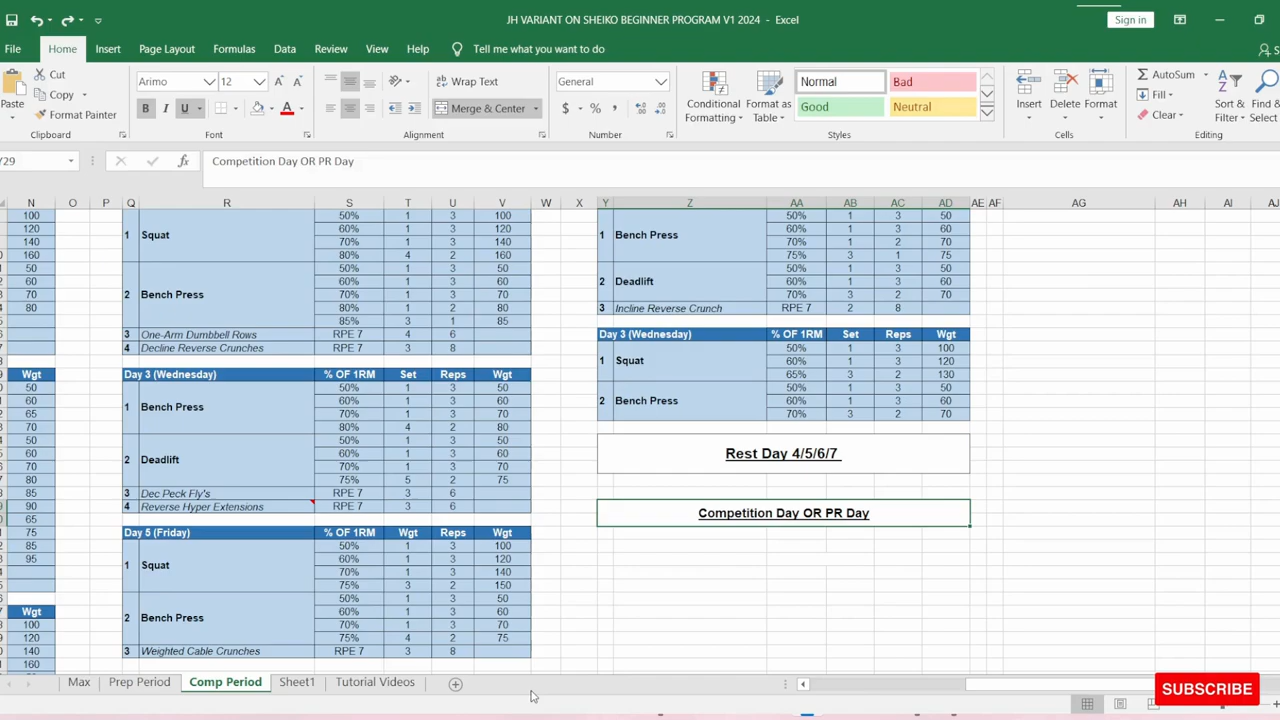 JH VARIANT ON SHEIKO BEGINNER PROGRAM V1 2024 - Excel
Sign in
File Home Insert Page Layout Formulas Data Review View Help Tell me what you want to do
Paste
Cut
Copy
Format Painter
Clipboard
Arimo 12
B I U
Font
Wrap Text
Merge & Center
Alignment
General
$ % ,
Number
Conditional Formatting
Format as Table
Normal Bad
Good Neutral
Styles
Insert Delete Format
Cells
AutoSum
Fill
Clear
Sort & Filter
Find & Select
Editing
Y29
fx Competition Day OR PR Day
N O P Q R S T U V W X Y Z AA AB AC AD AE AF AG AH AI
100
120
140
160
50
60
70
80
Wgt
50
60
65
70
50
60
70
80
85
90
65
75
85
95
Wgt
100
120
140
160
50% 1 3 100
1 Squat 60% 1 3 120
70% 1 3 140
80% 4 2 160
50% 1 3 50
60% 1 3 60
2 Bench Press 70% 1 3 70
80% 1 2 80
85% 3 1 85
3 One-Arm Dumbbell Rows RPE 7 4 6
4 Decline Reverse Crunches RPE 7 3 8
Day 3 (Wednesday) % OF 1RM Set Reps Wgt
50% 1 3 50
1 Bench Press 60% 1 3 60
70% 1 3 70
80% 4 2 80
50% 1 3 50
2 Deadlift 60% 1 3 60
70% 1 3 70
75% 5 2 75
3 Dec Peck Fly's RPE 7 3 6
4 Reverse Hyper Extensions RPE 7 3 6
Day 5 (Friday) % OF 1RM Wgt Reps Wgt
50% 1 3 100
1 Squat 60% 1 3 120
70% 1 3 140
75% 3 2 150
50% 1 3 50
2 Bench Press 60% 1 3 60
70% 1 3 70
75% 4 2 75
3 Weighted Cable Crunches RPE 7 3 8
50% 1 3 50
1 Bench Press 60% 1 3 60
70% 1 2 70
75% 3 1 75
50% 1 3 50
2 Deadlift 60% 1 3 60
70% 3 2 70
3 Incline Reverse Crunch RPE 7 2 8
Day 3 (Wednesday) % OF 1RM Set Reps Wgt
50% 1 3 100
1 Squat 60% 1 3 120
65% 3 2 130
50% 1 3 50
2 Bench Press 60% 1 3 60
70% 3 2 70
Rest Day 4/5/6/7
Competition Day OR PR Day
Max Prep Period Comp Period Sheet1 Tutorial Videos
SUBSCRIBE